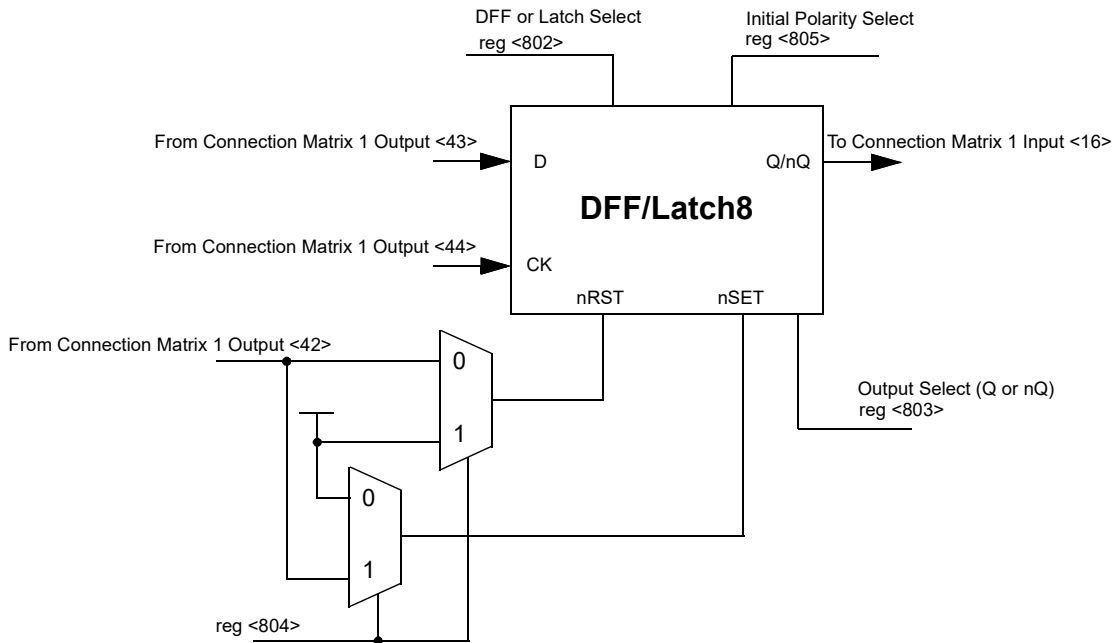 DFF or Latch Select
reg <802>
Initial Polarity Select
reg <805>
From Connection Matrix 1 Output <43>
D
Q/nQ
To Connection Matrix 1 Input <16>
DFF/Latch8
From Connection Matrix 1 Output <44>
CK
nRST
nSET
From Connection Matrix 1 Output <42>
0
1
Output Select (Q or nQ)
reg <803>
0
1
reg <804>